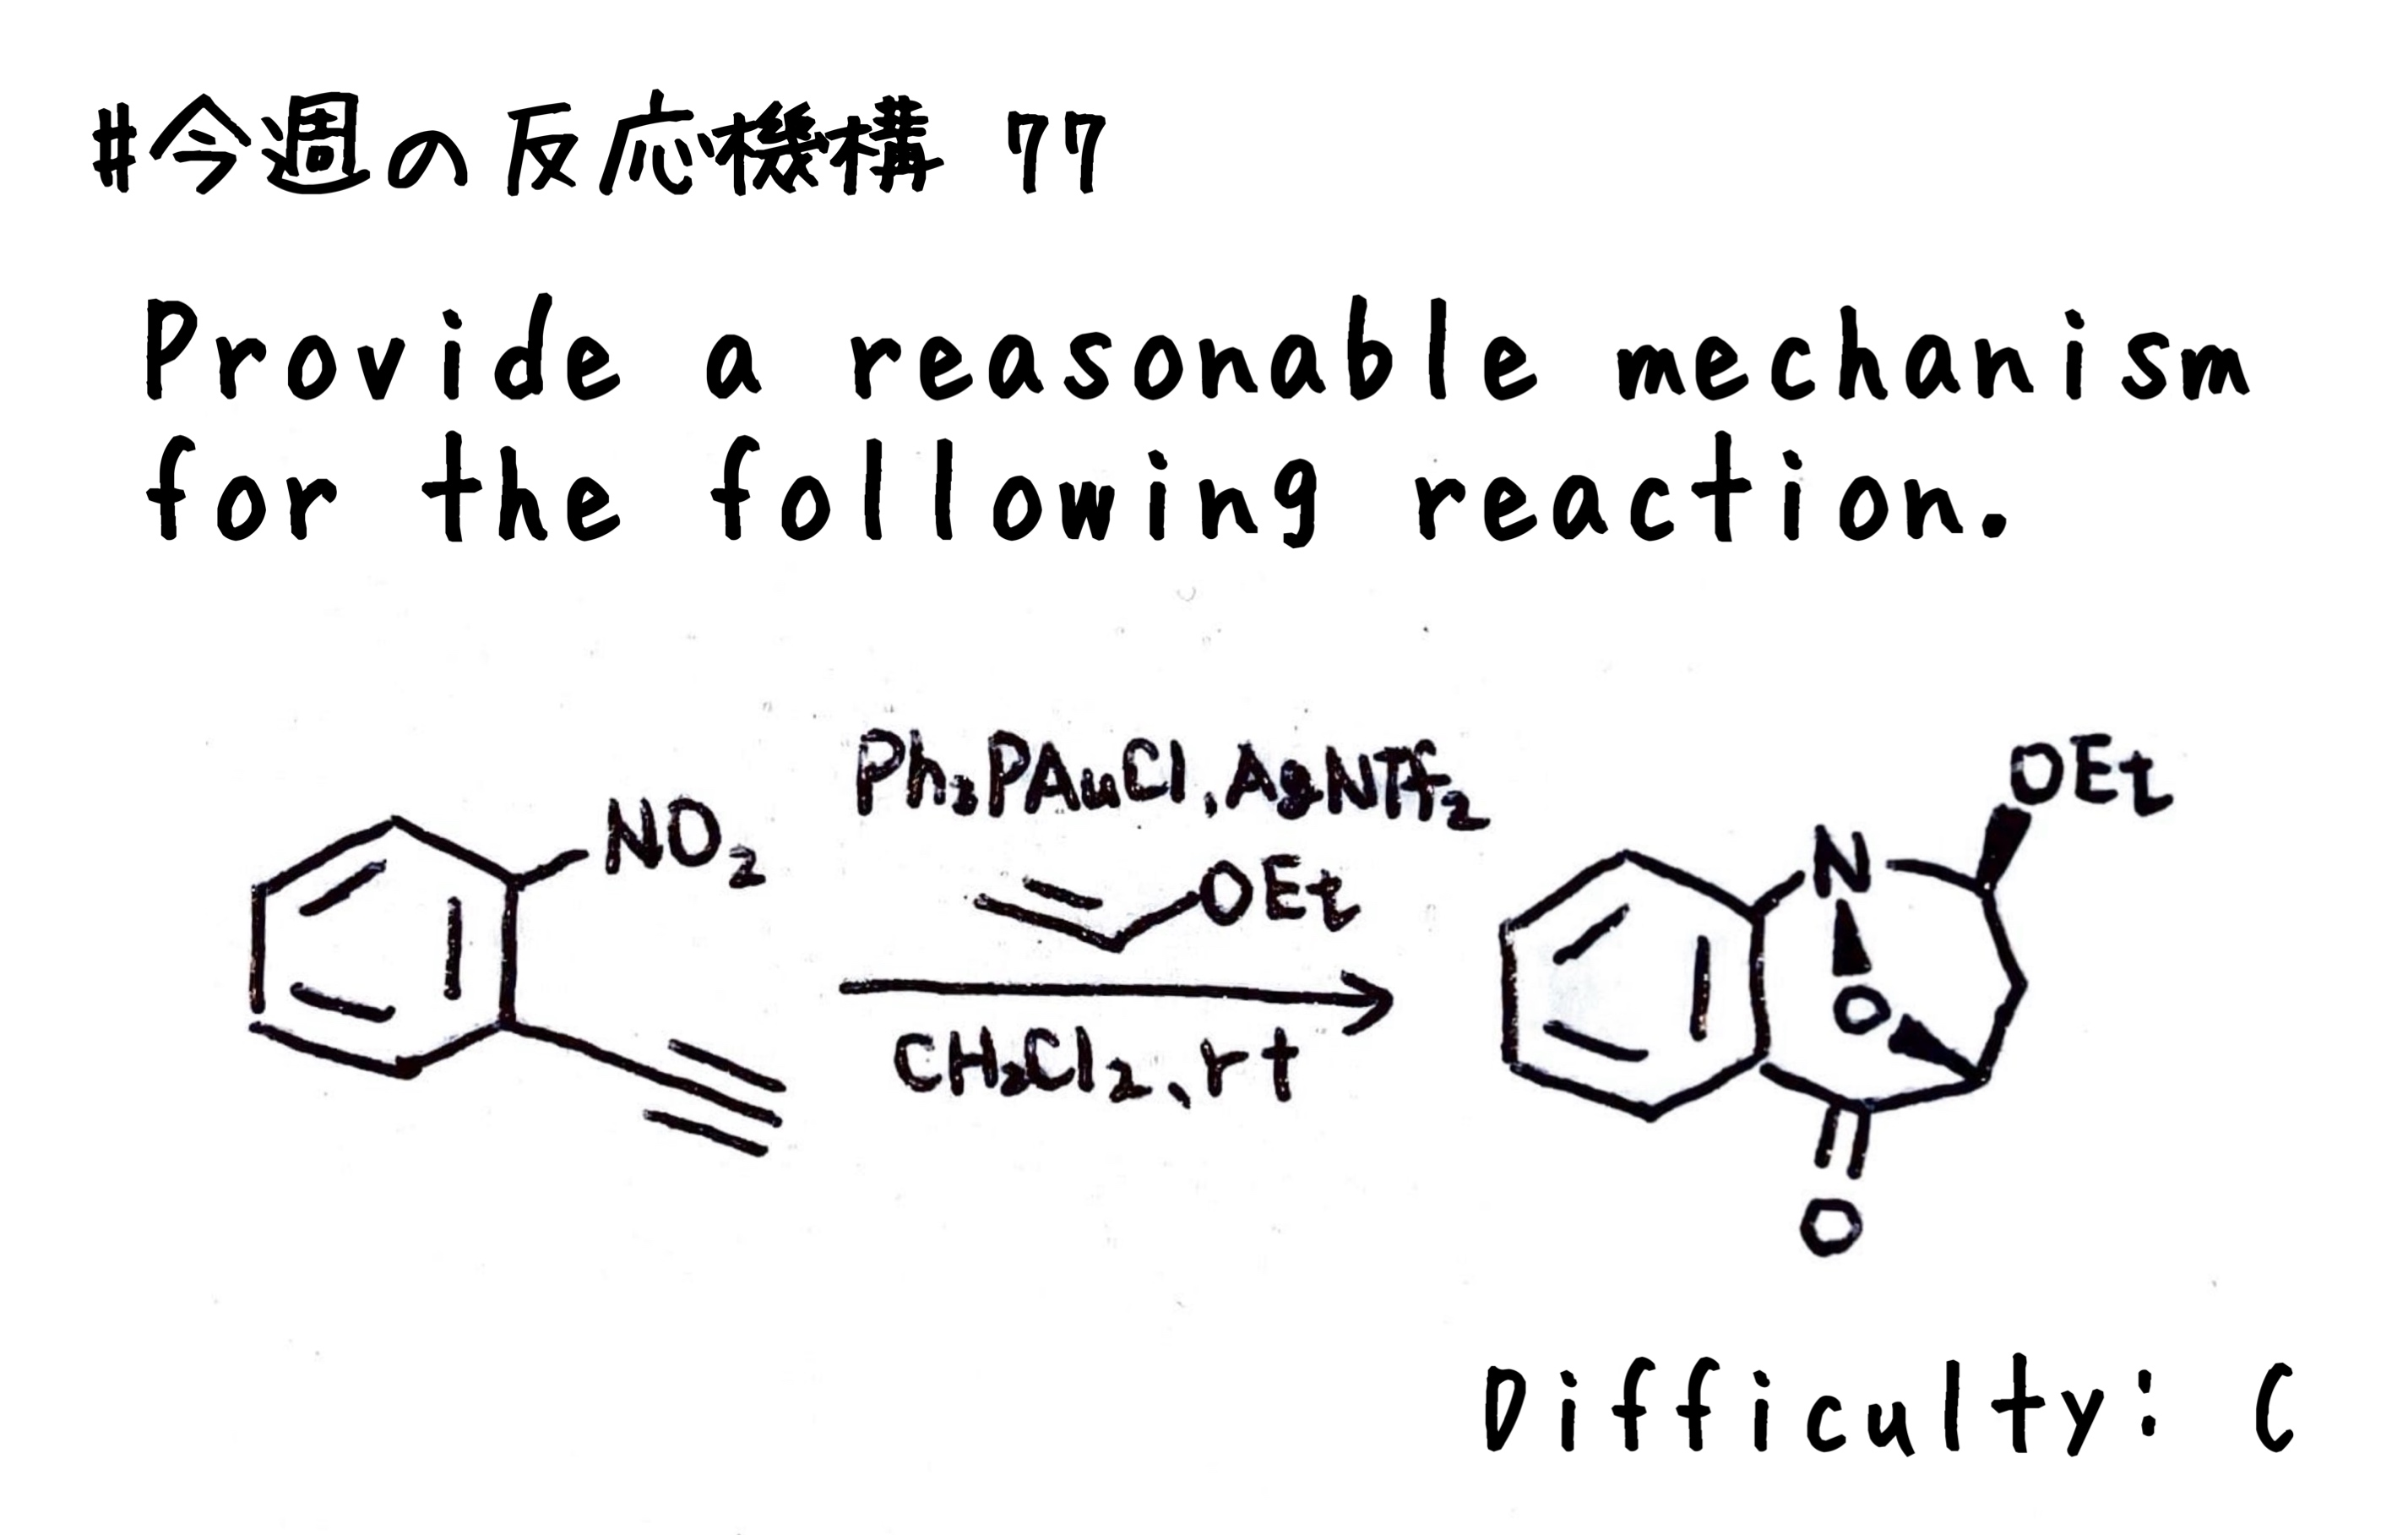 #今週の反応機構 77
Provide a reasonable mechanism
for the following reaction.
NO2
Ph3PAuCl, AgNTf2
OEt
CH2Cl2, rt
OEt
N
O
O
Difficulty: C